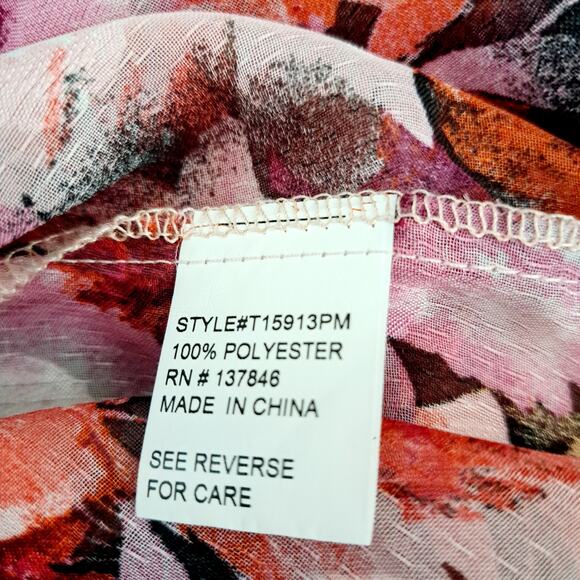 STYLE#T15913PM
100% POLYESTER
RN # 137846
MADE IN CHINA
SEE REVERSE
FOR CARE